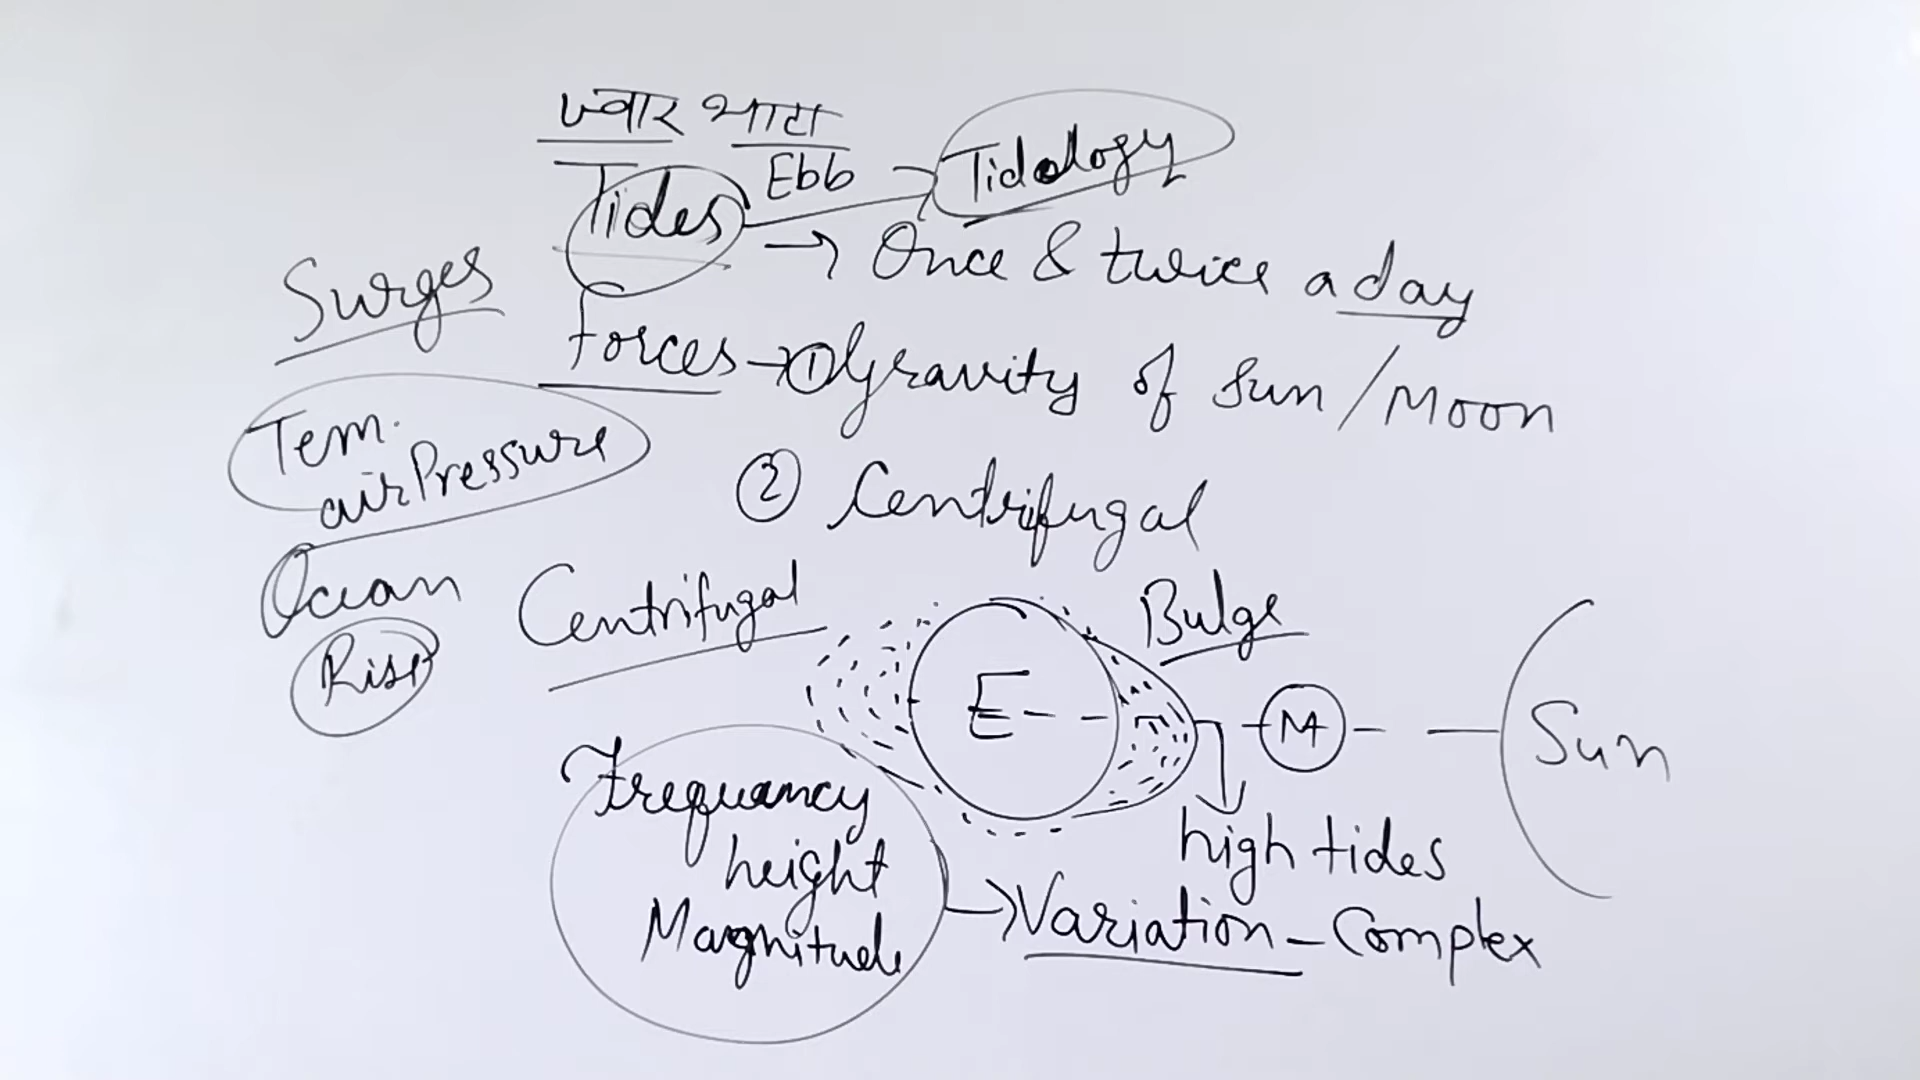 ज्वार भाटा
Tides Ebb → Tidology
→ Once & twice a day
Surges
Forces → ① Gravity of Sun / Moon
Tem.
air Pressure
② Centrifugal
Ocean
Rise
Centrifugal
Bulge
E
M
Sun
high tides
Frequency
height
Magnitude
→ Variation - Complex